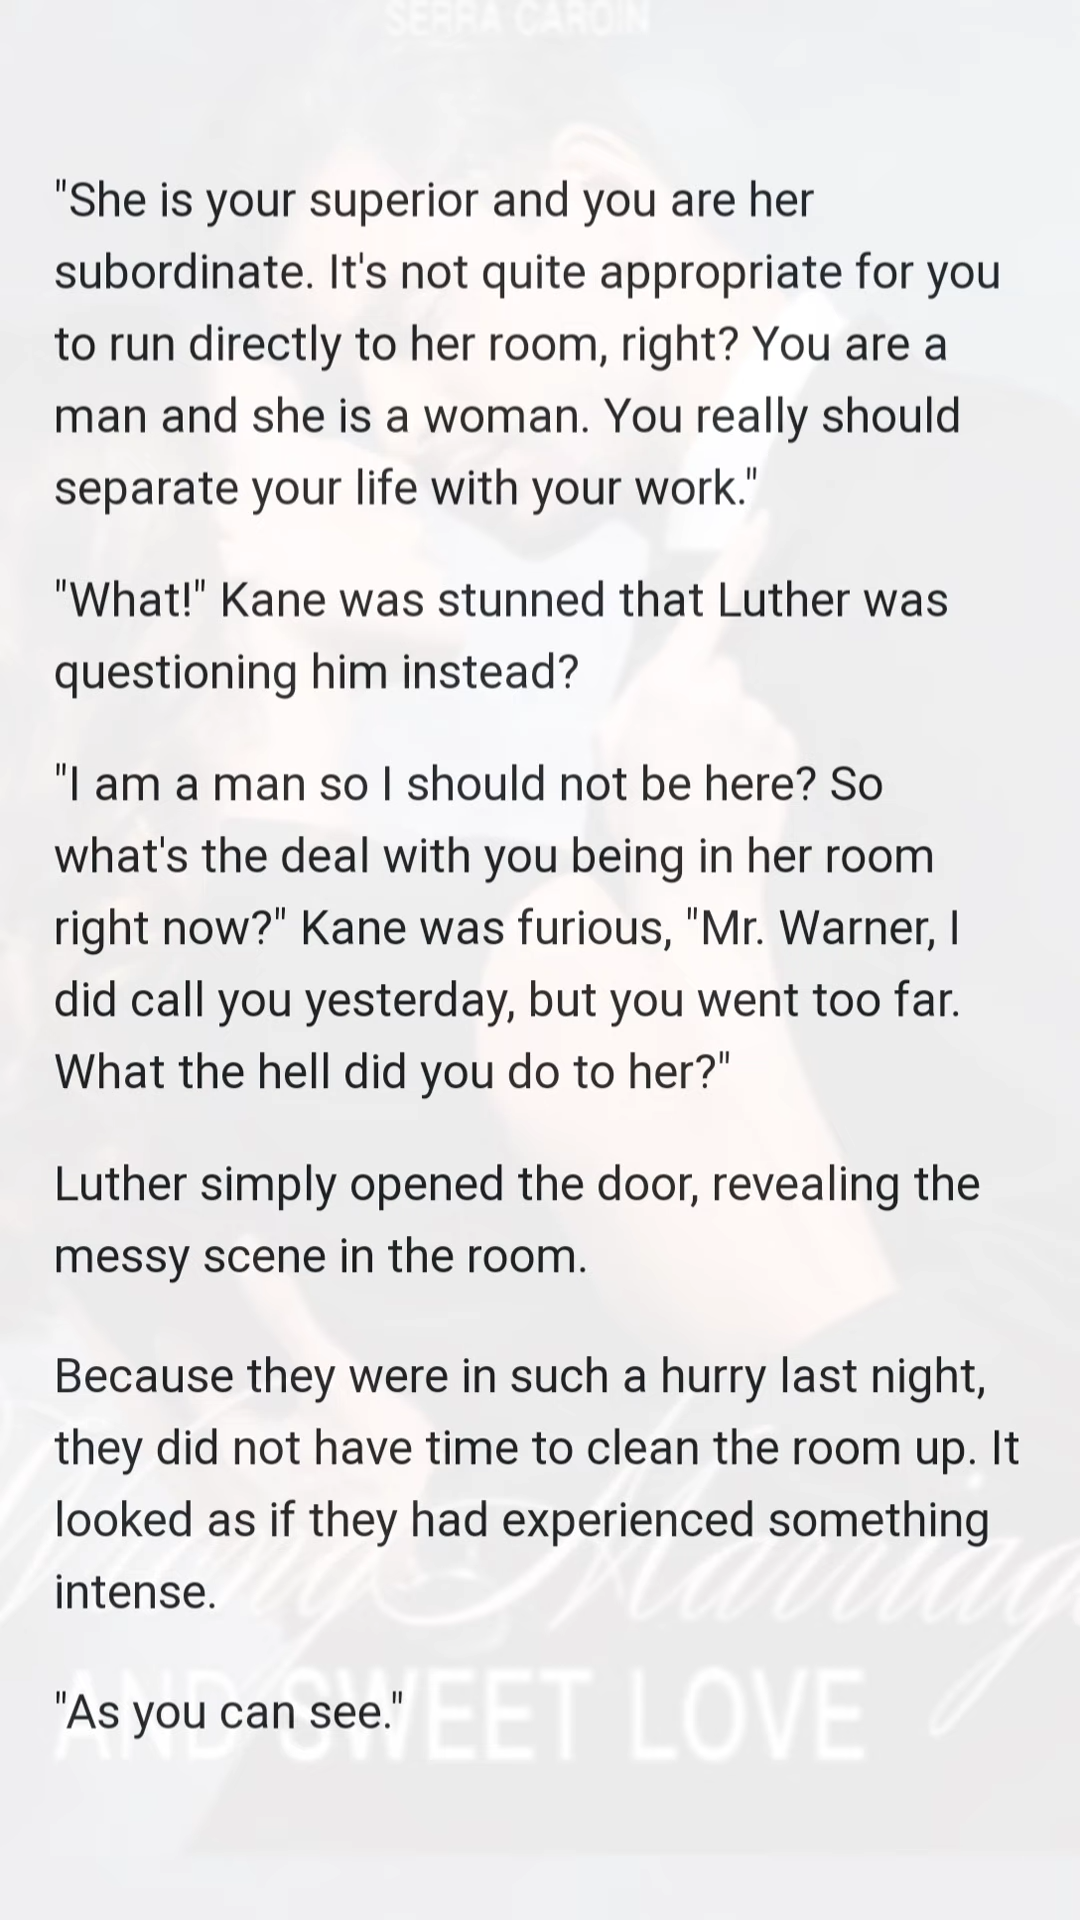 SERRA CAROIN
"She is your superior and you are her
subordinate. It's not quite appropriate for you
to run directly to her room, right? You are a
man and she is a woman. You really should
separate your life with your work."
"What!" Kane was stunned that Luther was
questioning him instead?
"I am a man so I should not be here? So
what's the deal with you being in her room
right now?" Kane was furious, "Mr. Warner, I
did call you yesterday, but you went too far.
What the hell did you do to her?"
Luther simply opened the door, revealing the
messy scene in the room.
Because they were in such a hurry last night,
they did not have time to clean the room up. It
looked as if they had experienced something
intense.
"As you can see."
AND SWEET LOVE